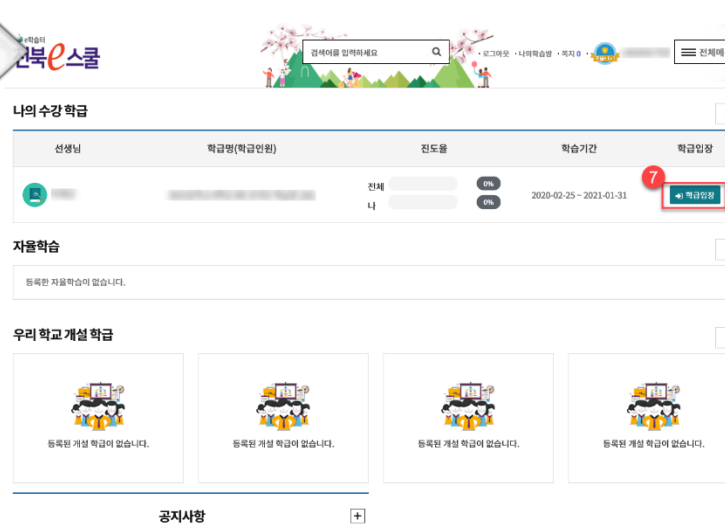 e학습터
북e스쿨
검색어를 입력하세요
· 로그아웃 · 나의학습방 · 쪽지 0 ·
전체메
나의 수강 학급
선생님 학급명(학급인원) 진도율 학습기간 학급입장
7
전체 0%
나 0%
2020-02-25 ~ 2021-01-31
학급입장
자율학습
등록한 자율학습이 없습니다.
우리 학교 개설 학급
등록된 개설 학급이 없습니다. 등록된 개설 학급이 없습니다. 등록된 개설 학급이 없습니다. 등록된 개설 학급이 없습니다.
공지사항 +